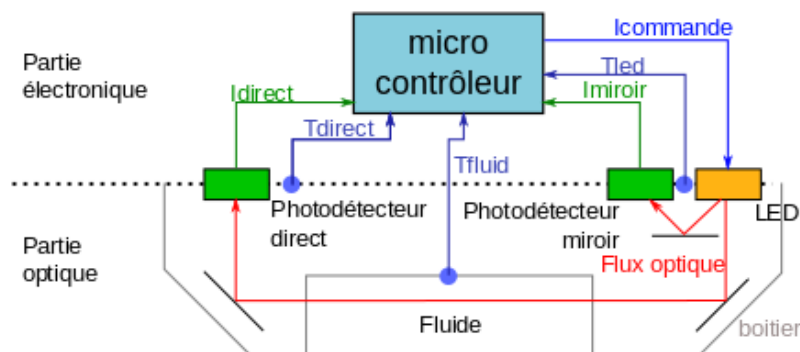 micro
contrôleur
Icommande
Tled
Imiroir
Partie
électronique
Idirect
Tdirect
Tfluid
Photodétecteur
direct
Photodétecteur
miroir
LED
Partie
optique
Flux optique
Fluide
boitier